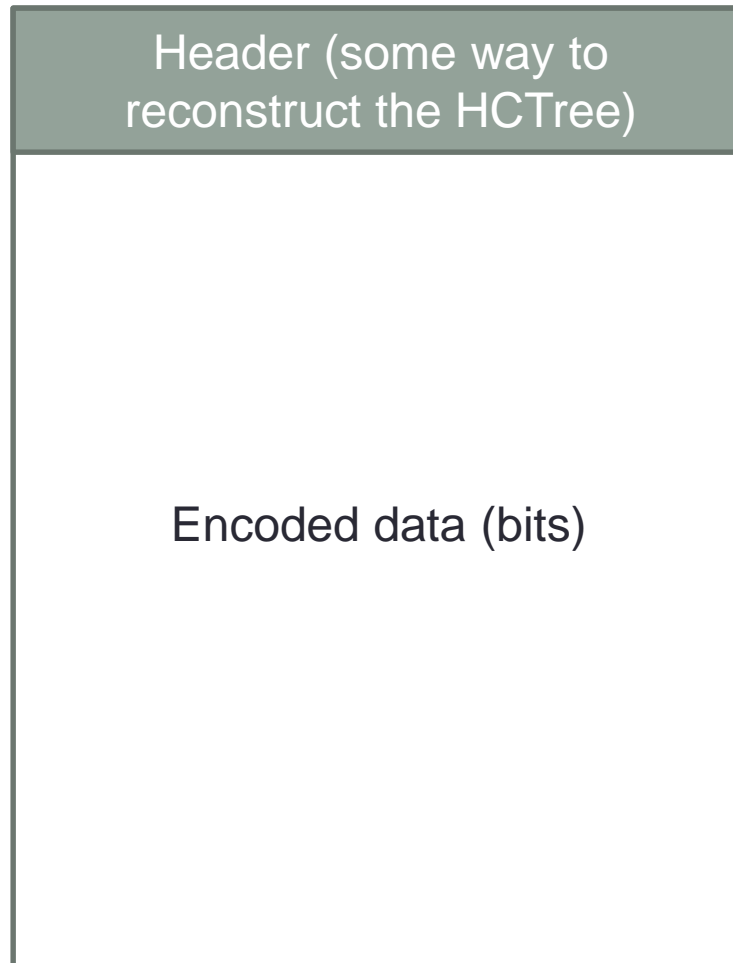 Header (some way to
reconstruct the HCTree)
Encoded data (bits)